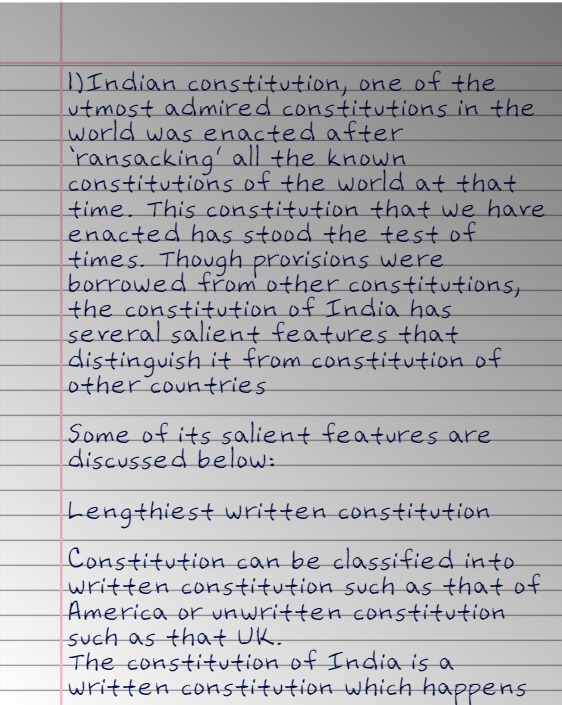 1)Indian constitution, one of the
utmost admired constitutions in the
world was enacted after
'ransacking' all the known
constitutions of the world at that
time. This constitution that we have
enacted has stood the test of
times. Though provisions were
borrowed from other constitutions,
the constitution of India has
several salient features that
distinguish it from constitution of
other countries
Some of its salient features are
discussed below:
Lengthiest written constitution
Constitution can be classified into
written constitution such as that of
America or unwritten constitution
such as that UK.
The constitution of India is a
written constitution which happens